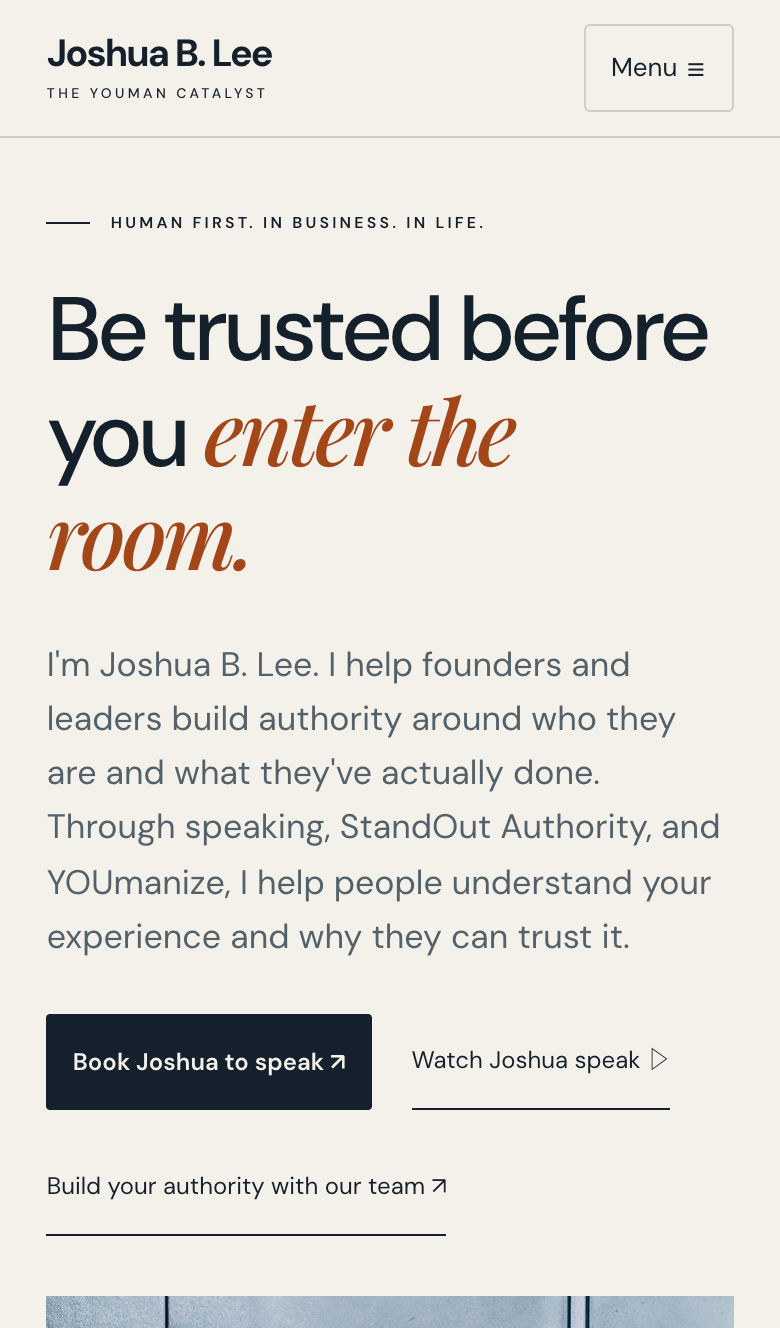 Joshua B. Lee
THE YOUMAN CATALYST
Menu ≡
HUMAN FIRST. IN BUSINESS. IN LIFE.
Be trusted before
you enter the
room.
I'm Joshua B. Lee. I help founders and
leaders build authority around who they
are and what they've actually done.
Through speaking, StandOut Authority, and
YOUmanize, I help people understand your
experience and why they can trust it.
Book Joshua to speak ↗
Watch Joshua speak ▷
Build your authority with our team ↗